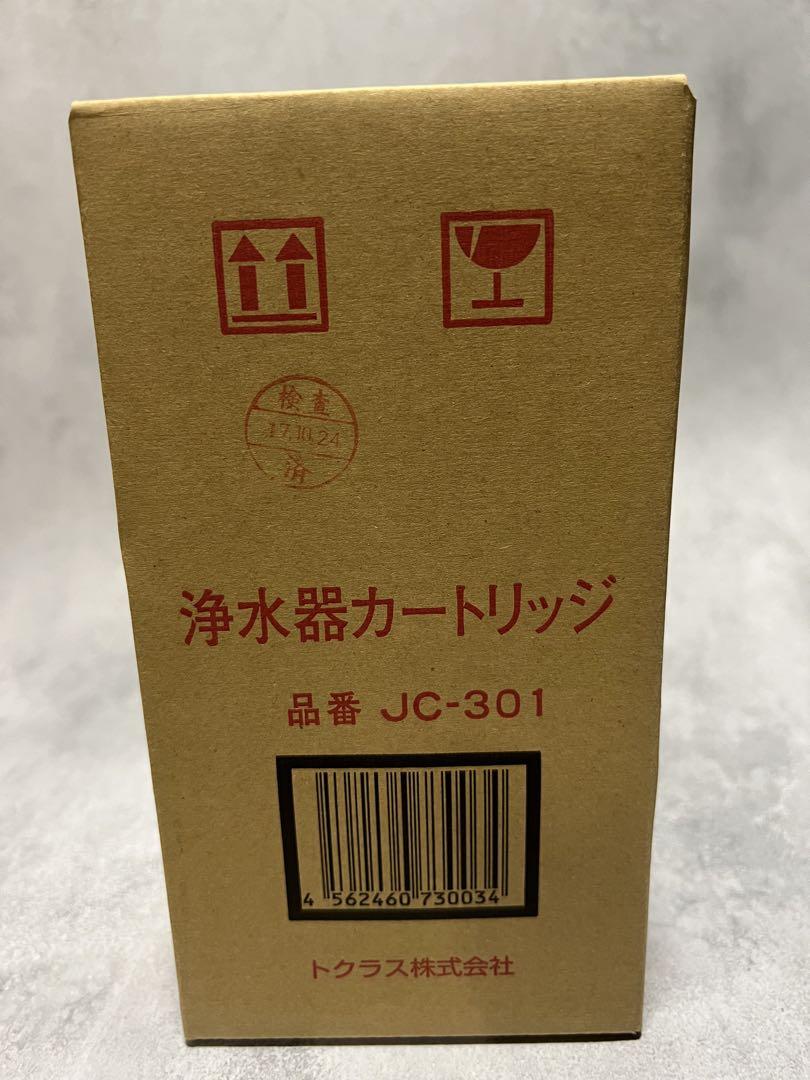 検査
17.10.24
済
浄水器カートリッジ
品番 JC-301
4 562460 730034
トクラス株式会社